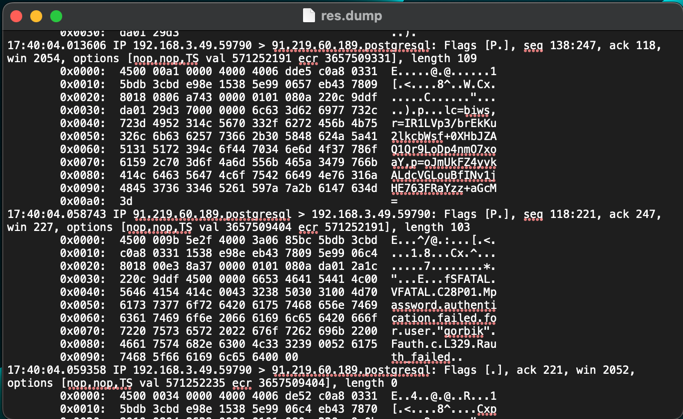 res.dump
0x0030: da01 29d3 ..).
17:40:04.013606 IP 192.168.3.49.59790 > 91.219.60.189.postgresql: Flags [P.], seq 138:247, ack 118,
win 2054, options [nop,nop,TS val 571252191 ecr 3657509331], length 109
0x0000: 4500 00a1 0000 4000 4006 dde5 c0a8 0331 E.....@.@......1
0x0010: 5bdb 3cbd e98e 1538 5e99 0657 eb43 7809 [.<....8^..W.Cx.
0x0020: 8018 0806 a743 0000 0101 080a 220c 9ddf .....C......"...
0x0030: da01 29d3 7000 0000 6c63 3d62 6977 732c ..).p...lc=biws,
0x0040: 723d 4952 314c 5670 332f 6272 456b 4b75 r=IR1LVp3/brEkKu
0x0050: 326c 6b63 6257 7366 2b30 5848 624a 5a41 2lkcbWsf+0XHbJZA
0x0060: 5131 5172 394c 6f44 7034 6e6d 4f37 786f Q1Qr9LoDp4nmO7xo
0x0070: 6159 2c70 3d6f 4a6d 556b 465a 3479 766b aY,p=oJmUkFZ4yvk
0x0080: 414c 6463 5647 4c6f 7542 6649 4e76 316a ALdcVGLouBfINv1j
0x0090: 4845 3736 3346 5261 597a 7a2b 6147 634d HE763FRaYzz+aGcM
0x00a0: 3d =
17:40:04.058743 IP 91.219.60.189.postgresql > 192.168.3.49.59790: Flags [P.], seq 118:221, ack 247,
win 227, options [nop,nop,TS val 3657509404 ecr 571252191], length 103
0x0000: 4500 009b 5e2f 4000 3a06 85bc 5bdb 3cbd E...^/@.:...[.<.
0x0010: c0a8 0331 1538 e98e eb43 7809 5e99 06c4 ...1.8...Cx.^...
0x0020: 8018 00e3 8a37 0000 0101 080a da01 2a1c .....7........*.
0x0030: 220c 9ddf 4500 0000 6653 4641 5441 4c00 "...E...fSFATAL.
0x0040: 5646 4154 414c 0043 3238 5030 3100 4d70 VFATAL.C28P01.Mp
0x0050: 6173 7377 6f72 6420 6175 7468 656e 7469 assword.authenti
0x0060: 6361 7469 6f6e 2066 6169 6c65 6420 666f cation.failed.fo
0x0070: 7220 7573 6572 2022 676f 7262 696b 2200 r.user."gorbik".
0x0080: 4661 7574 682e 6300 4c33 3239 0052 6175 Fauth.c.L329.Rau
0x0090: 7468 5f66 6169 6c65 6400 00 th_failed..
17:40:04.059358 IP 192.168.3.49.59790 > 91.219.60.189.postgresql: Flags [.], ack 221, win 2052,
options [nop,nop,TS val 571252235 ecr 3657509404], length 0
0x0000: 4500 0034 0000 4000 4006 de52 c0a8 0331 E..4..@.@..R...1
0x0010: 5bdb 3cbd e98e 1538 5e99 06c4 eb43 7870 [.<....8^....Cxp